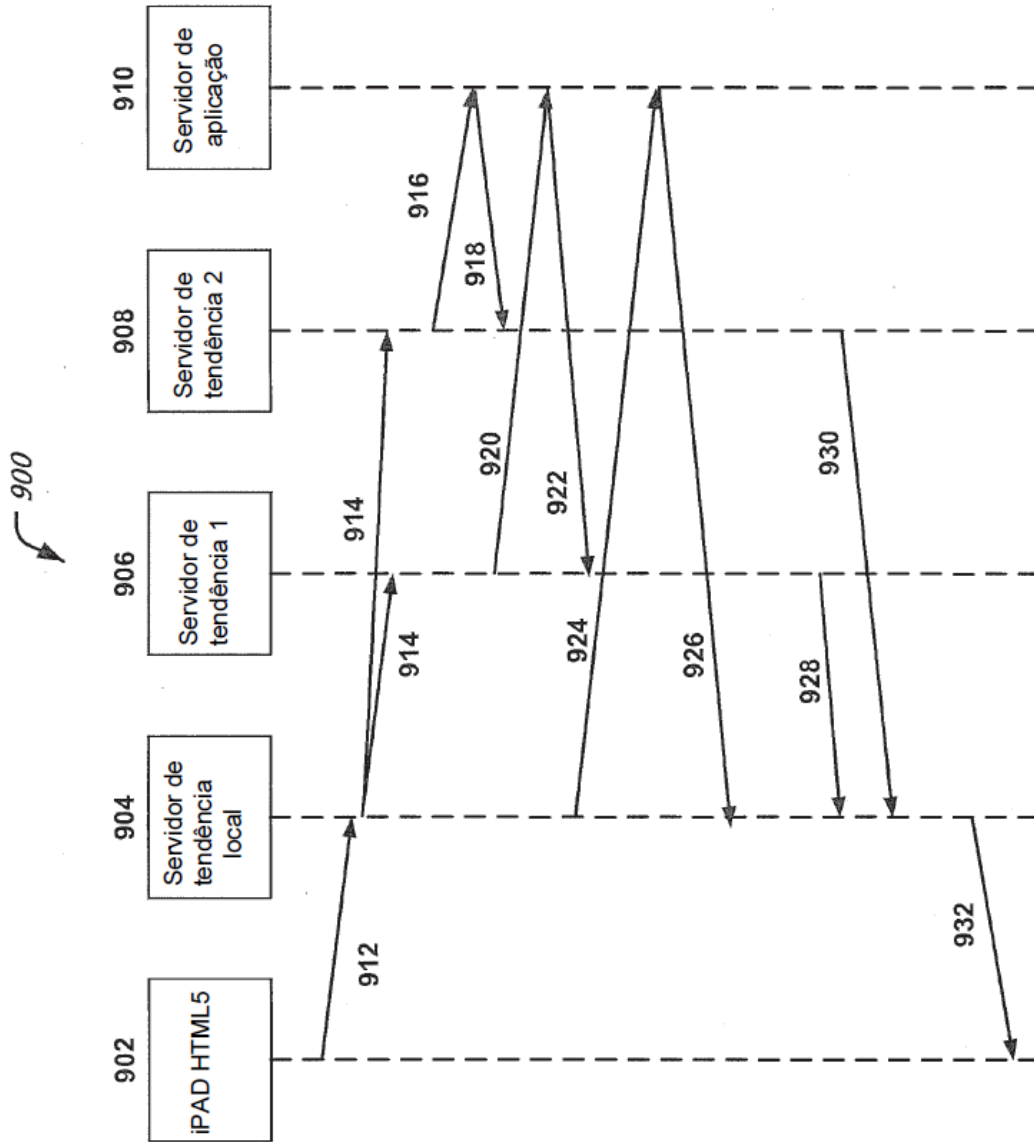 900
902
iPAD HTML5
904
Servidor de
tendência
local
906
Servidor de
tendência 1
908
Servidor de
tendência 2
910
Servidor de
aplicação
912
914
914
916
918
920
922
924
926
928
930
932